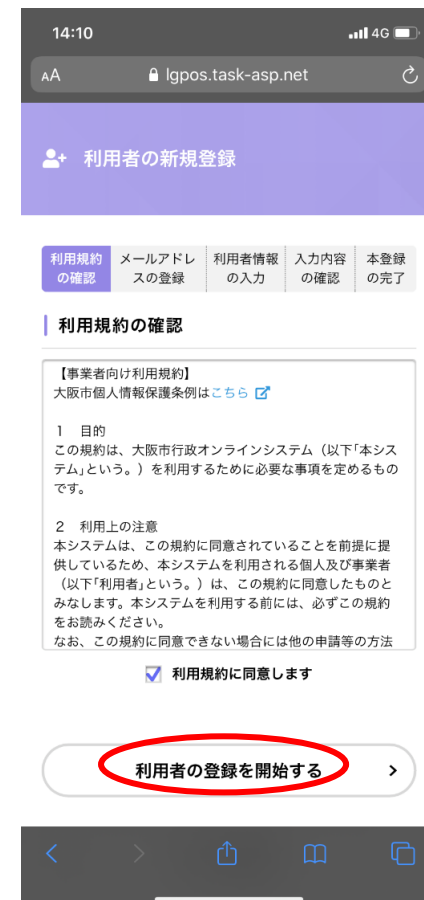 14:10
4G
AA
lgpos.task-asp.net
利用者の新規登録
利用規約
の確認
メールアドレ
スの登録
利用者情報
の入力
入力内容
の確認
本登録
の完了
利用規約の確認
【事業者向け利用規約】
大阪市個人情報保護条例はこちら
1　目的
この規約は、大阪市行政オンラインシステム（以下｢本シス
テム｣という。）を利用するために必要な事項を定めるもの
です。
2　利用上の注意
本システムは、この規約に同意されていることを前提に提
供しているため、本システムを利用される個人及び事業者
（以下｢利用者｣という。）は、この規約に同意したものと
みなします。本システムを利用する前には、必ずこの規約
をお読みください。
なお、この規約に同意できない場合には他の申請等の方法
利用規約に同意します
利用者の登録を開始する